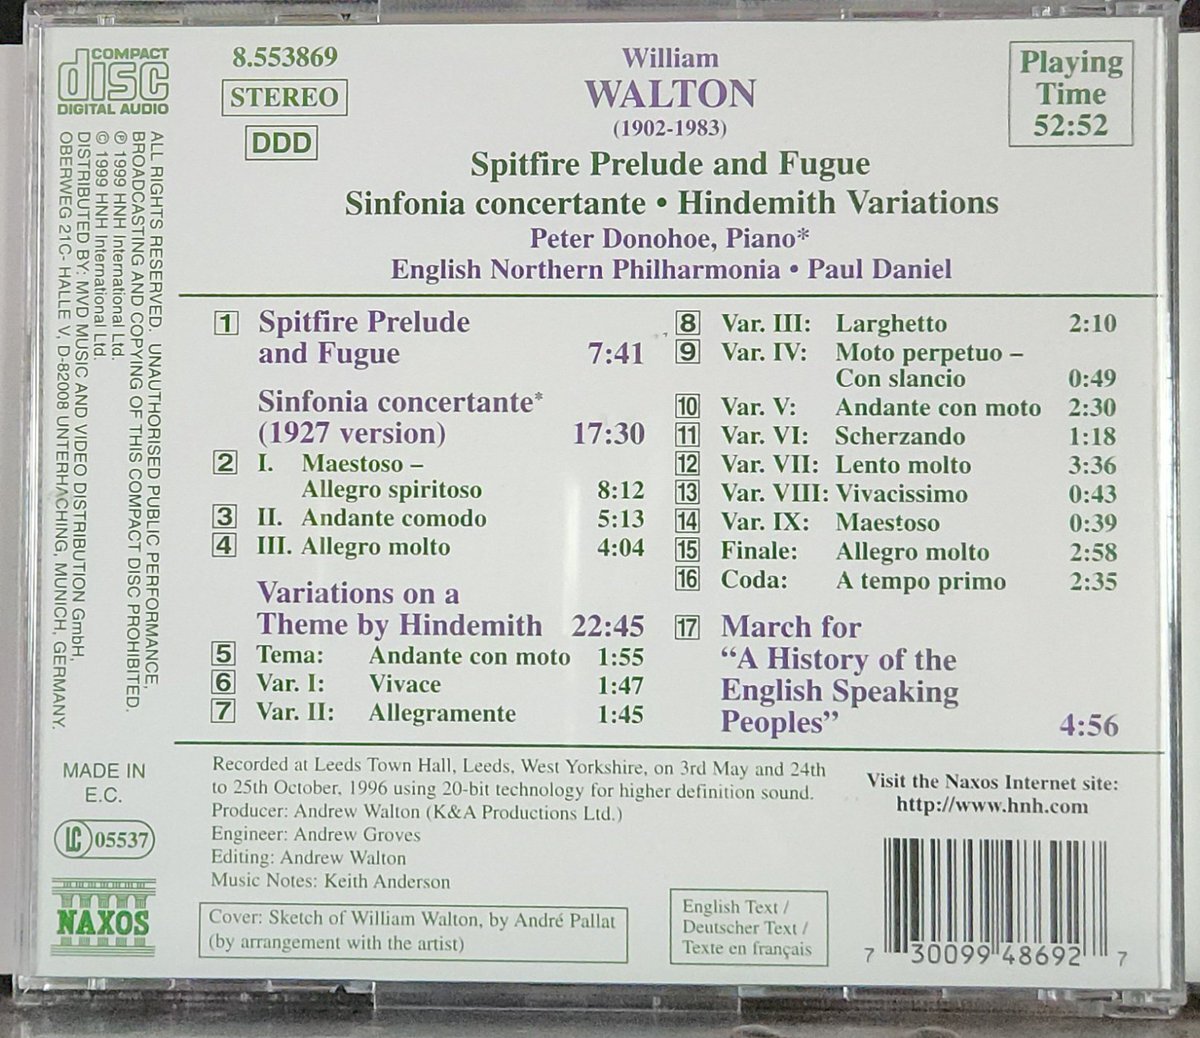 COMPACT
disc
DIGITAL AUDIO
8.553869
STEREO
DDD
William
WALTON
(1902-1983)
Spitfire Prelude and Fugue
Sinfonia concertante • Hindemith Variations
Peter Donohoe, Piano*
English Northern Philharmonia • Paul Daniel
Playing
Time
52:52
ALL RIGHTS RESERVED. UNAUTHORISED PUBLIC PERFORMANCE,
BROADCASTING AND COPYING OF THIS COMPACT DISC PROHIBITED.
℗ 1999 HNH International Ltd.
© 1999 HNH International Ltd.
DISTRIBUTED BY: MVD MUSIC AND VIDEO DISTRIBUTION GmbH,
OBERWEG 21C- HALLE V, D-82008 UNTERHACHING, MUNICH, GERMANY.
1 Spitfire Prelude
and Fugue 7:41
Sinfonia concertante*
(1927 version) 17:30
2 I. Maestoso –
Allegro spiritoso 8:12
3 II. Andante comodo 5:13
4 III. Allegro molto 4:04
Variations on a
Theme by Hindemith 22:45
5 Tema: Andante con moto 1:55
6 Var. I: Vivace 1:47
7 Var. II: Allegramente 1:45
8 Var. III: Larghetto 2:10
9 Var. IV: Moto perpetuo –
Con slancio 0:49
10 Var. V: Andante con moto 2:30
11 Var. VI: Scherzando 1:18
12 Var. VII: Lento molto 3:36
13 Var. VIII: Vivacissimo 0:43
14 Var. IX: Maestoso 0:39
15 Finale: Allegro molto 2:58
16 Coda: A tempo primo 2:35
17 March for
“A History of the
English Speaking
Peoples” 4:56
MADE IN
E.C.
LC 05537
NAXOS
Recorded at Leeds Town Hall, Leeds, West Yorkshire, on 3rd May and 24th
to 25th October, 1996 using 20-bit technology for higher definition sound.
Producer: Andrew Walton (K&A Productions Ltd.)
Engineer: Andrew Groves
Editing: Andrew Walton
Music Notes: Keith Anderson
Cover: Sketch of William Walton, by André Pallat
(by arrangement with the artist)
English Text /
Deutscher Text /
Texte en français
Visit the Naxos Internet site:
http://www.hnh.com
7 30099 48692 7